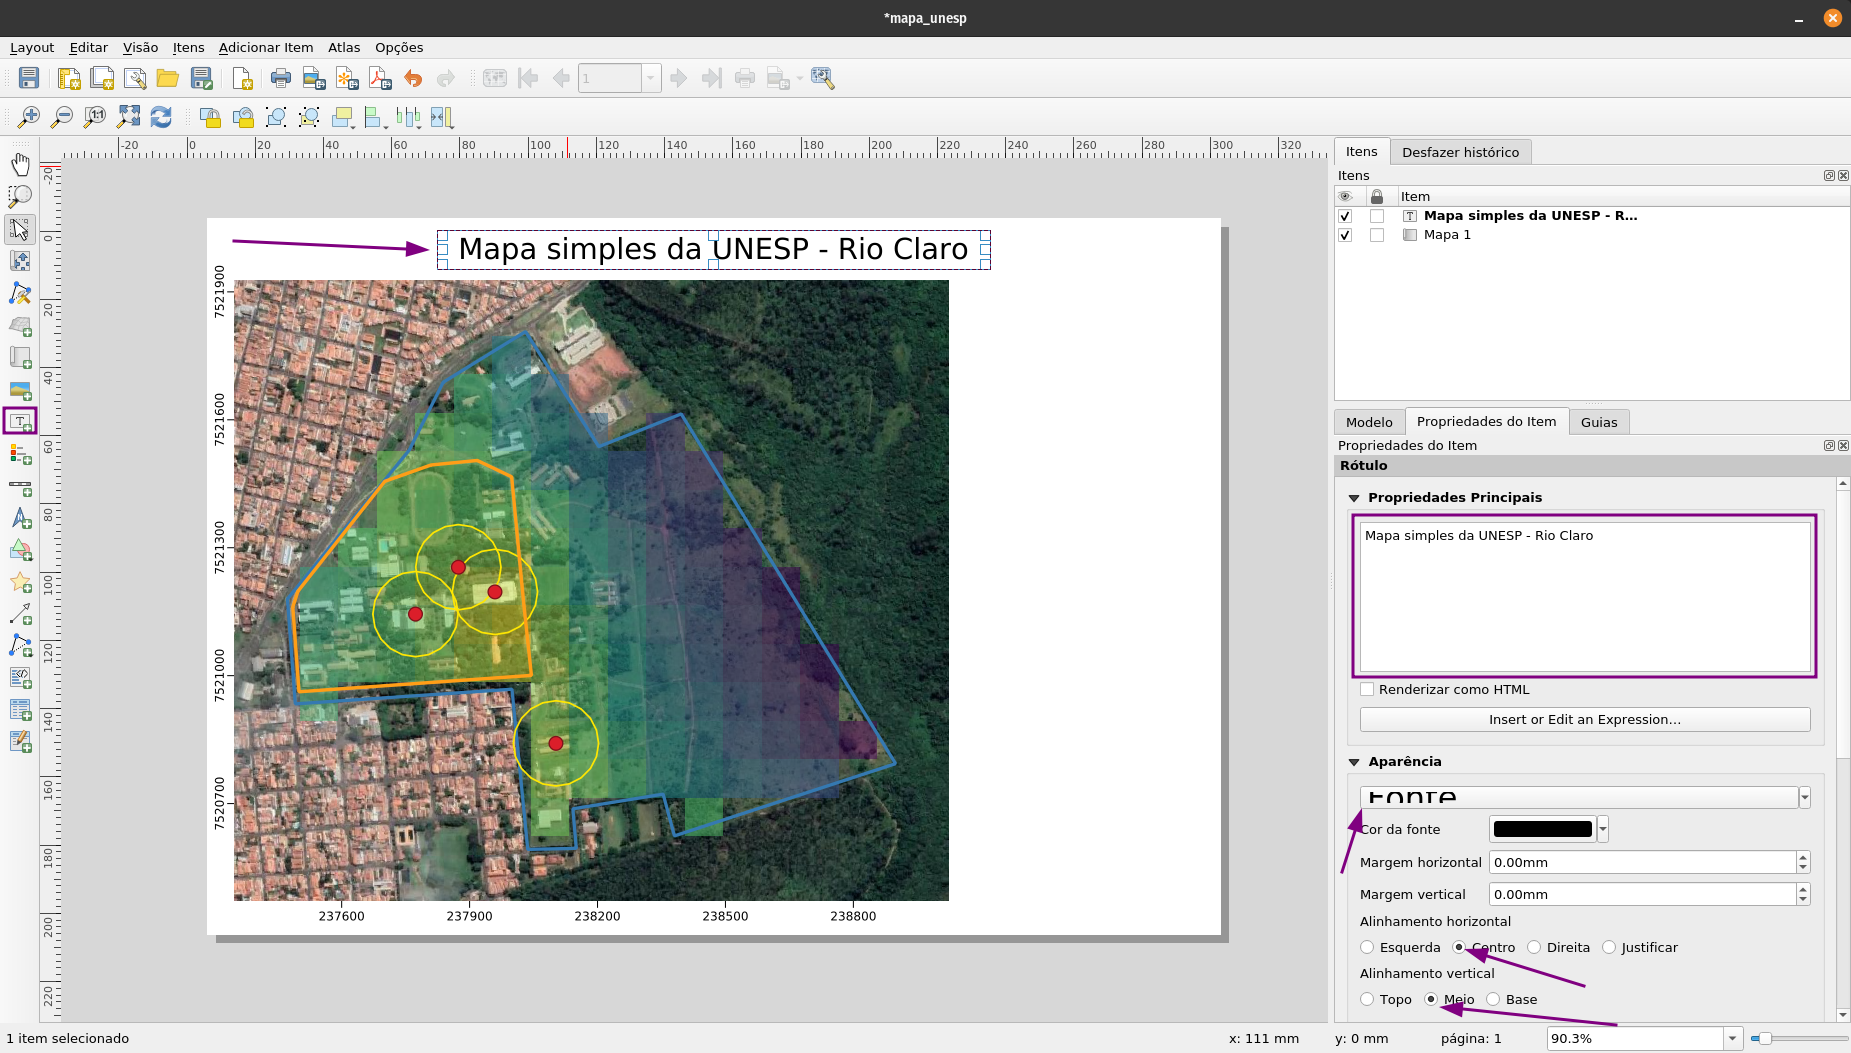 *mapa_unesp
Layout Editar Visão Itens Adicionar Item Atlas Opções
1
1:1
-20 0 20 40 60 80 100 120 140 160 180 200 220 240 260 280 300 320
-20 0 20 40 60 80 100 120 140 160 180 200 220
Mapa simples da UNESP - Rio Claro
7521900
7521600
7521300
7521000
7520700
237600 237900 238200 238500 238800
Itens Desfazer histórico
Itens
Item
Mapa simples da UNESP - R...
Mapa 1
Modelo Propriedades do Item Guias
Propriedades do Item
Rótulo
Propriedades Principais
Mapa simples da UNESP - Rio Claro
Renderizar como HTML
Insert or Edit an Expression...
Aparência
Fonte
Cor da fonte
Margem horizontal 0.00mm
Margem vertical 0.00mm
Alinhamento horizontal
Esquerda Centro Direita Justificar
Alinhamento vertical
Topo Meio Base
1 item selecionado x: 111 mm y: 0 mm página: 1 90.3%